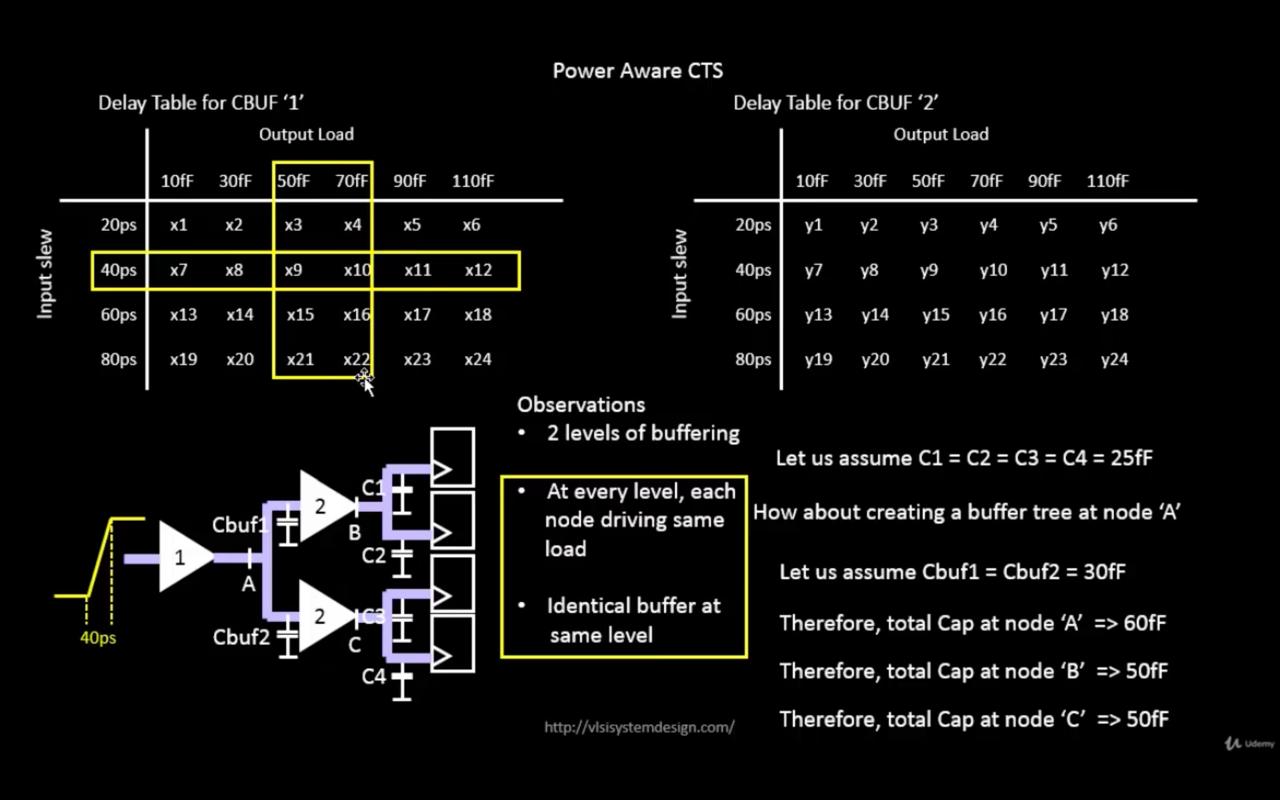 Power Aware CTS
Delay Table for CBUF ‘1’
Output Load
10fF 30fF 50fF 70fF 90fF 110fF
Input slew
20ps x1 x2 x3 x4 x5 x6
40ps x7 x8 x9 x10 x11 x12
60ps x13 x14 x15 x16 x17 x18
80ps x19 x20 x21 x22 x23 x24
Delay Table for CBUF ‘2’
Output Load
10fF 30fF 50fF 70fF 90fF 110fF
Input slew
20ps y1 y2 y3 y4 y5 y6
40ps y7 y8 y9 y10 y11 y12
60ps y13 y14 y15 y16 y17 y18
80ps y19 y20 y21 y22 y23 y24
40ps
1
A
Cbuf1
2
B
C1
C2
Cbuf2
2
C
C3
C4
Observations
• 2 levels of buffering
• At every level, each
node driving same
load
• Identical buffer at
same level
Let us assume C1 = C2 = C3 = C4 = 25fF
How about creating a buffer tree at node ‘A’
Let us assume Cbuf1 = Cbuf2 = 30fF
Therefore, total Cap at node ‘A’ => 60fF
Therefore, total Cap at node ‘B’ => 50fF
Therefore, total Cap at node ‘C’ => 50fF
http://vlsisystemdesign.com/
Udemy